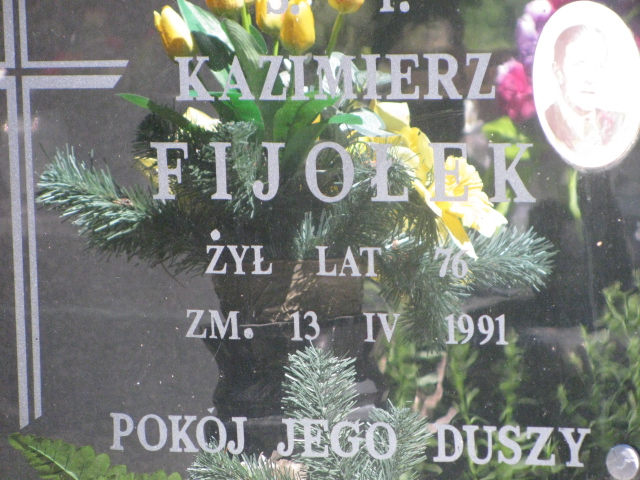 Ś. P.
KAZIMIERZ
FIJOŁEK
ŻYŁ LAT 76
ZM. 13 IV 1991
POKÓJ JEGO DUSZY